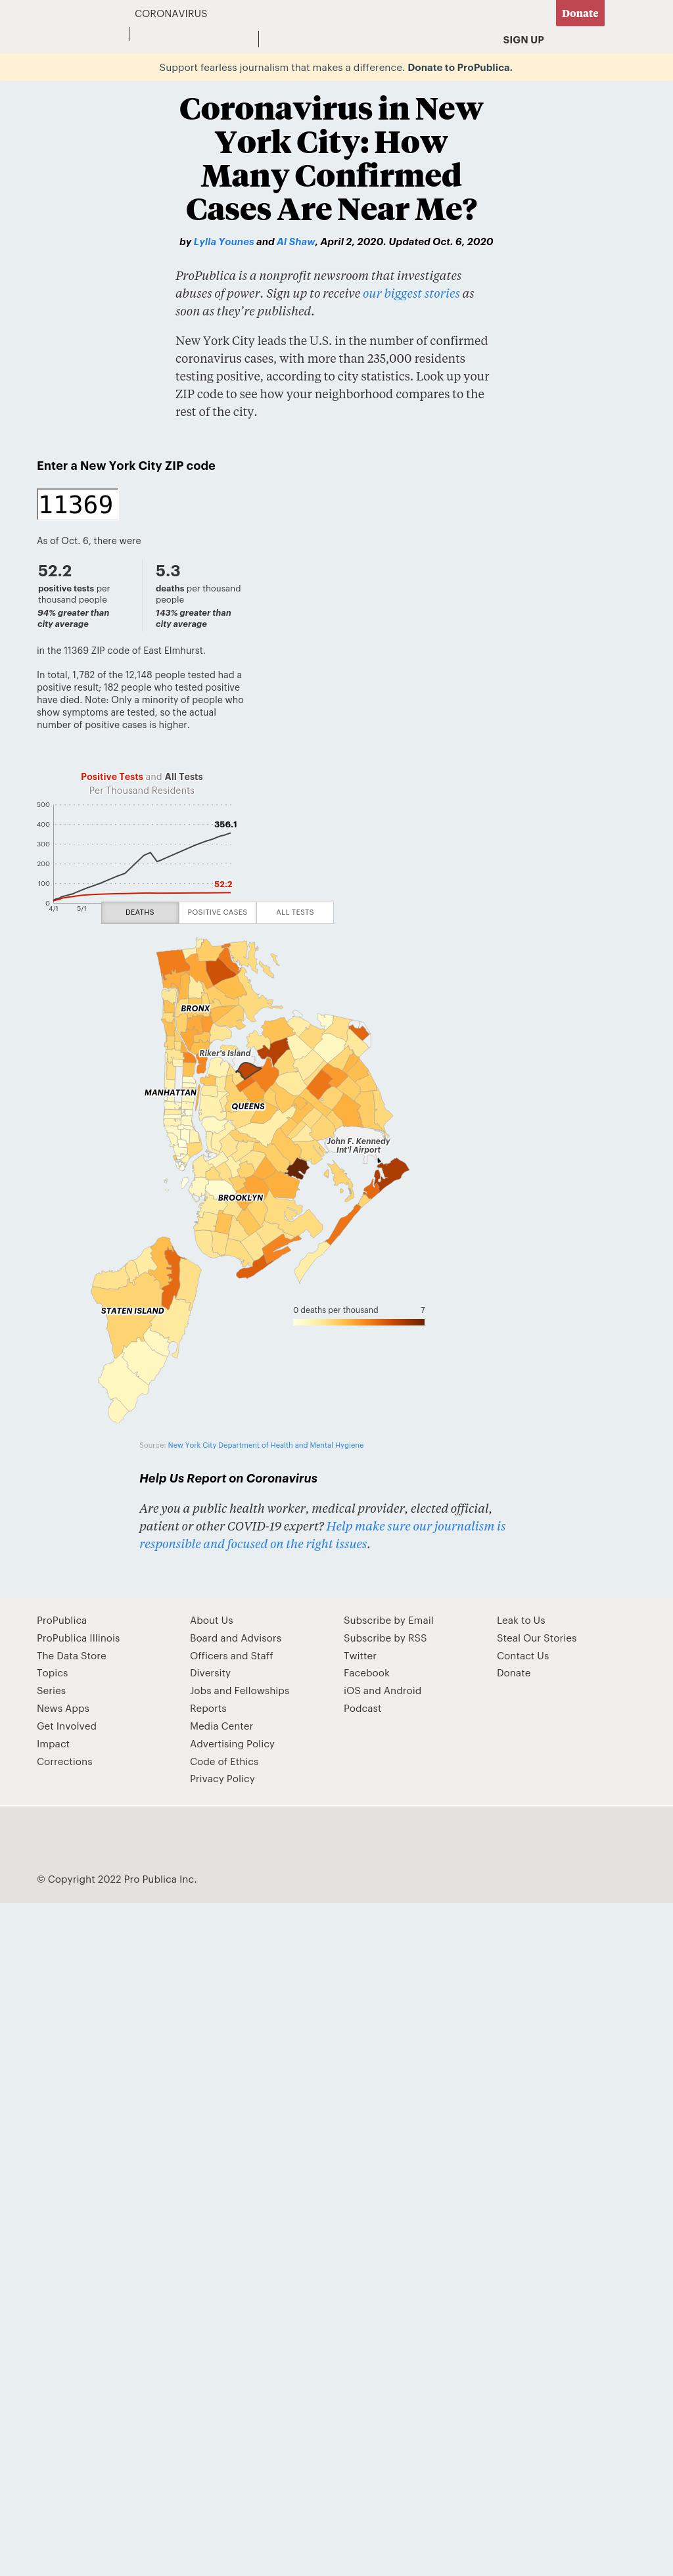 CORONAVIRUS
Donate
SIGN UP
Support fearless journalism that makes a difference. Donate to ProPublica.
Coronavirus in New
York City: How
Many Confirmed
Cases Are Near Me?
by Lylla Younes and Al Shaw, April 2, 2020. Updated Oct. 6, 2020
ProPublica is a nonprofit newsroom that investigates
abuses of power. Sign up to receive our biggest stories as
soon as they're published.
New York City leads the U.S. in the number of confirmed
coronavirus cases, with more than 235,000 residents
testing positive, according to city statistics. Look up your
ZIP code to see how your neighborhood compares to the
rest of the city.
Enter a New York City ZIP code
11369
As of Oct. 6, there were
52.2
positive tests per
thousand people
94% greater than
city average
5.3
deaths per thousand
people
143% greater than
city average
in the 11369 ZIP code of East Elmhurst.
In total, 1,782 of the 12,148 people tested had a
positive result; 182 people who tested positive
have died. Note: Only a minority of people who
show symptoms are tested, so the actual
number of positive cases is higher.
Positive Tests and All Tests
Per Thousand Residents
500
400
356.1
300
200
100
52.2
0
4/1
5/1
DEATHS
POSITIVE CASES
ALL TESTS
BRONX
Riker's Island
MANHATTAN
QUEENS
John F. Kennedy
Int'l Airport
BROOKLYN
STATEN ISLAND
0 deaths per thousand
7
Source: New York City Department of Health and Mental Hygiene
Help Us Report on Coronavirus
Are you a public health worker, medical provider, elected official,
patient or other COVID-19 expert? Help make sure our journalism is
responsible and focused on the right issues.
ProPublica
ProPublica Illinois
The Data Store
Topics
Series
News Apps
Get Involved
Impact
Corrections
About Us
Board and Advisors
Officers and Staff
Diversity
Jobs and Fellowships
Reports
Media Center
Advertising Policy
Code of Ethics
Privacy Policy
Subscribe by Email
Subscribe by RSS
Twitter
Facebook
iOS and Android
Podcast
Leak to Us
Steal Our Stories
Contact Us
Donate
© Copyright 2022 Pro Publica Inc.